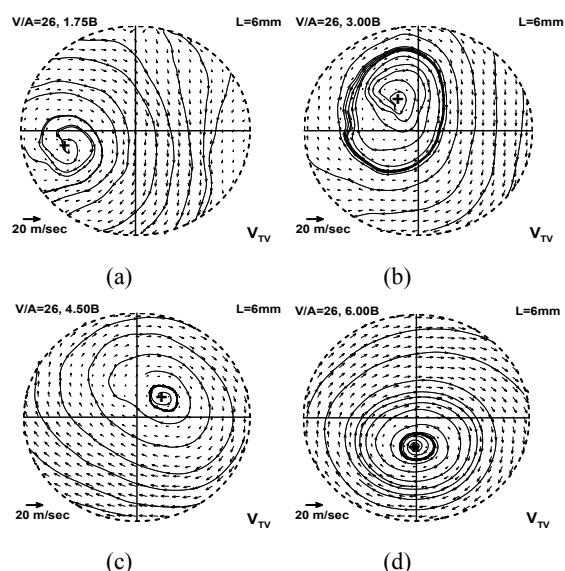 V/A=26, 1.75B L=6mm
V/A=26, 3.00B L=6mm
20 m/sec
V_TV
20 m/sec
V_TV
(a)
(b)
V/A=26, 4.50B L=6mm
V/A=26, 6.00B L=6mm
20 m/sec
V_TV
20 m/sec
V_TV
(c)
(d)